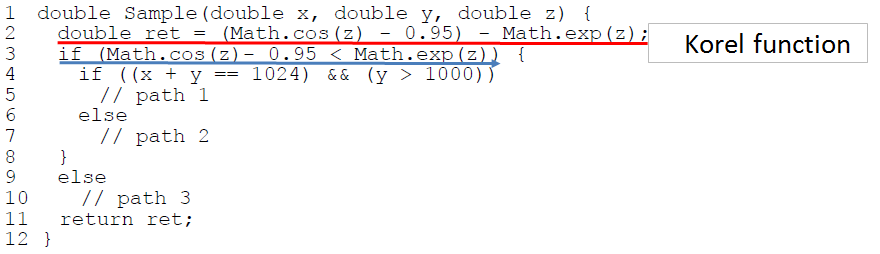 1 double Sample(double x, double y, double z) {
2 double ret = (Math.cos(z) - 0.95) - Math.exp(z);
Korel function
3 if (Math.cos(z)- 0.95 < Math.exp(z)) {
4 if ((x + y == 1024) && (y > 1000))
5 // path 1
6 else
7 // path 2
8 }
9 else
10 // path 3
11 return ret;
12 }